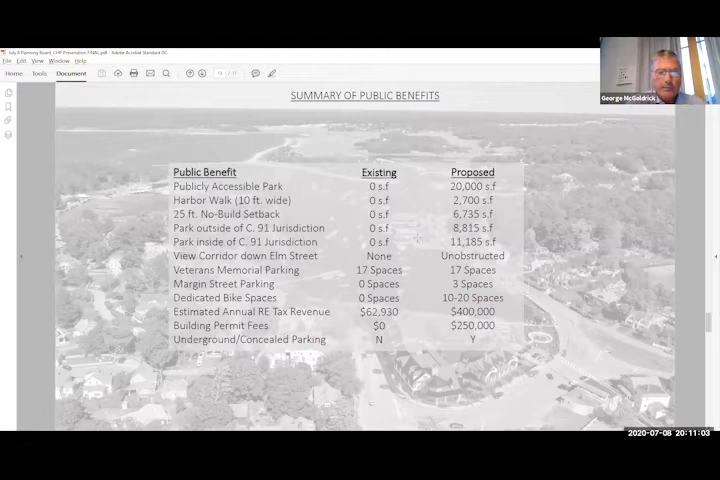 July 8 Planning Board_CHP Presentation FINAL.pdf - Adobe Acrobat Standard DC
File Edit View Window Help
Home Tools Document
George McGoldrick
SUMMARY OF PUBLIC BENEFITS
Public Benefit Existing Proposed
Publicly Accessible Park 0 s.f 20,000 s.f
Harbor Walk (10 ft. wide) 0 s.f 2,700 s.f
25 ft. No-Build Setback 0 s.f 6,735 s.f
Park outside of C. 91 Jurisdiction 0 s.f 8,815 s.f
Park inside of C. 91 Jurisdiction 0 s.f 11,185 s.f
View Corridor down Elm Street None Unobstructed
Veterans Memorial Parking 17 Spaces 17 Spaces
Margin Street Parking 0 Spaces 3 Spaces
Dedicated Bike Spaces 0 Spaces 10-20 Spaces
Estimated Annual RE Tax Revenue $62,930 $400,000
Building Permit Fees $0 $250,000
Underground/Concealed Parking N Y
2020-07-08 20:11:03